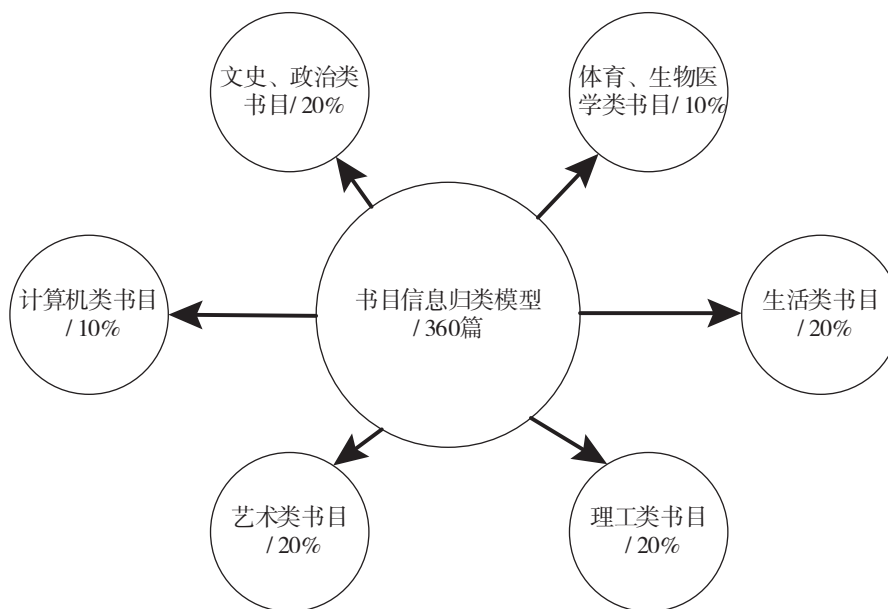 文史、政治类
书目/ 20%
体育、生物医
学类书目/ 10%
计算机类书目
/ 10%
书目信息归类模型
/ 360篇
生活类书目
/ 20%
艺术类书目
/ 20%
理工类书目
/ 20%